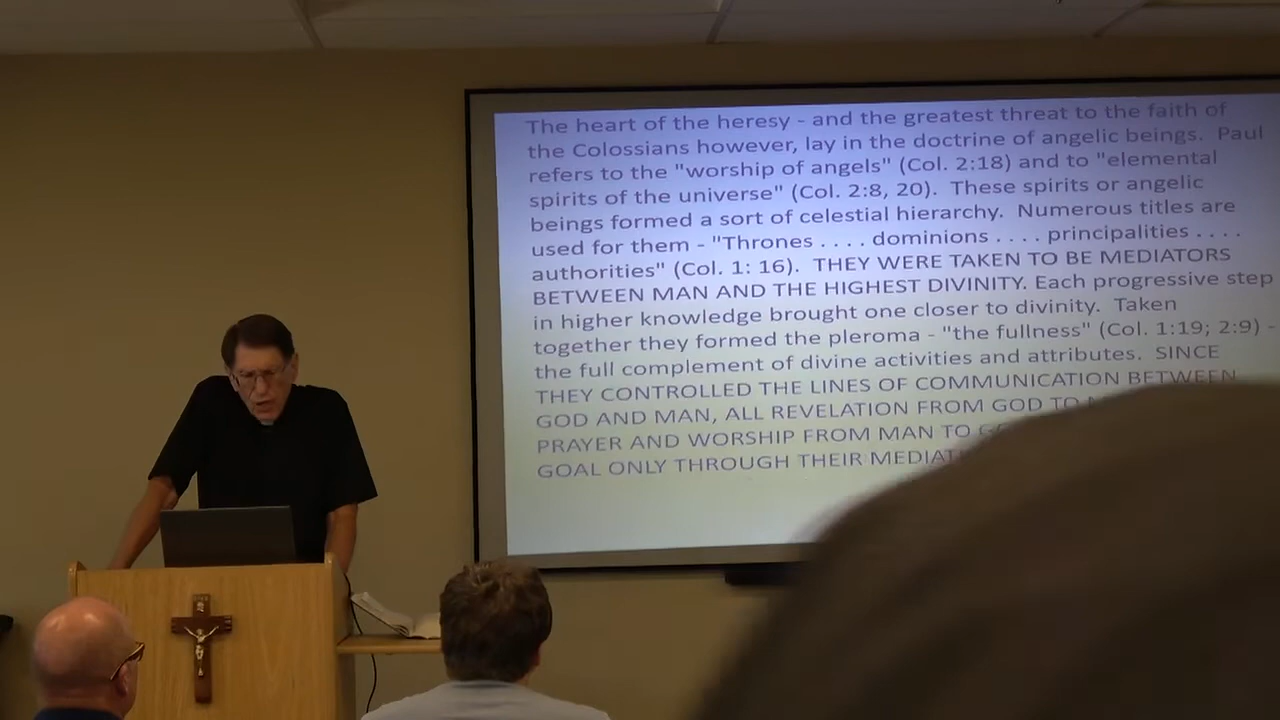 The heart of the heresy - and the greatest threat to the faith of
the Colossians however, lay in the doctrine of angelic beings.  Paul
refers to the "worship of angels" (Col. 2:18) and to "elemental
spirits of the universe" (Col. 2:8, 20).  These spirits or angelic
beings formed a sort of celestial hierarchy.  Numerous titles are
used for them - "Thrones . . . . dominions . . . . principalities . . . .
authorities" (Col. 1: 16).  THEY WERE TAKEN TO BE MEDIATORS
BETWEEN MAN AND THE HIGHEST DIVINITY. Each progressive step
in higher knowledge brought one closer to divinity.  Taken
together they formed the pleroma - "the fullness" (Col. 1:19; 2:9) -
the full complement of divine activities and attributes.  SINCE
THEY CONTROLLED THE LINES OF COMMUNICATION BETWEEN
GOD AND MAN, ALL REVELATION FROM GOD TO
PRAYER AND WORSHIP FROM MAN TO
GOAL ONLY THROUGH THEIR